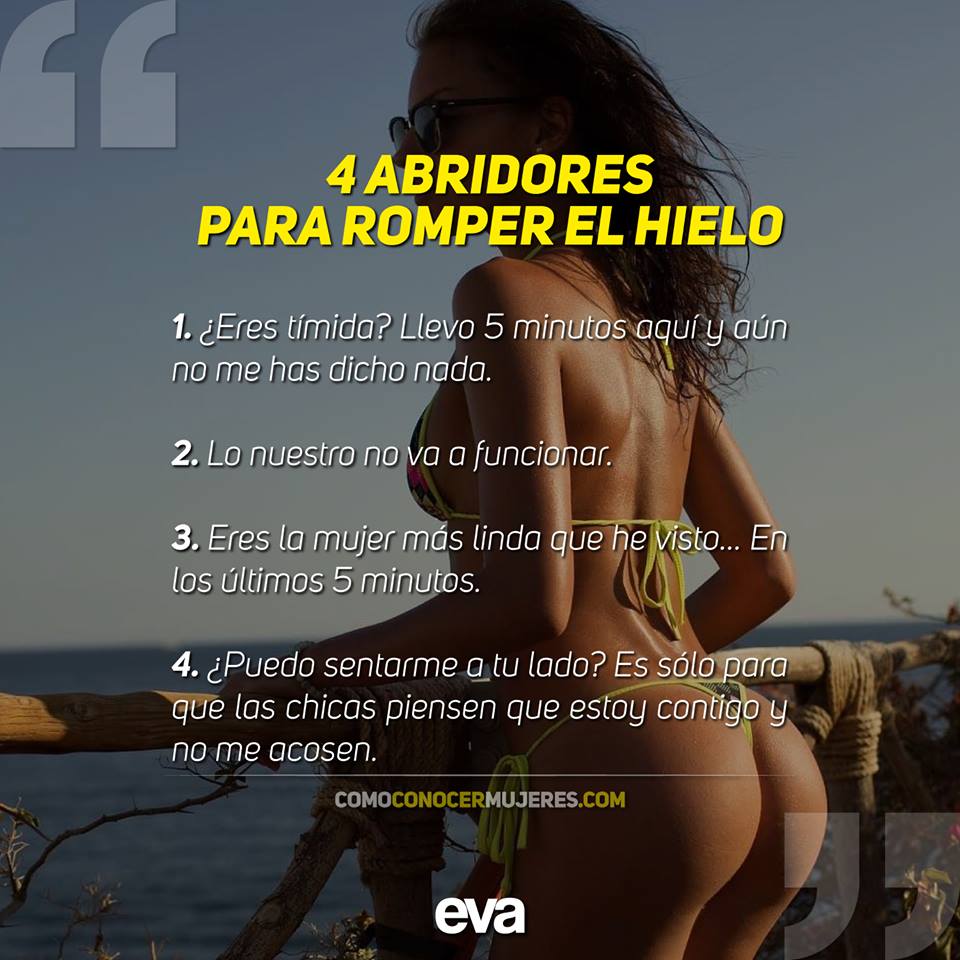 4 ABRIDORES
PARA ROMPER EL HIELO
1. ¿Eres tímida? Llevo 5 minutos aquí y aún
no me has dicho nada.
2. Lo nuestro no va a funcionar.
3. Eres la mujer más linda que he visto... En
los últimos 5 minutos.
4. ¿Puedo sentarme a tu lado? Es sólo para
que las chicas piensen que estoy contigo y
no me acosen.
COMOCONOCERMUJERES.COM
eva